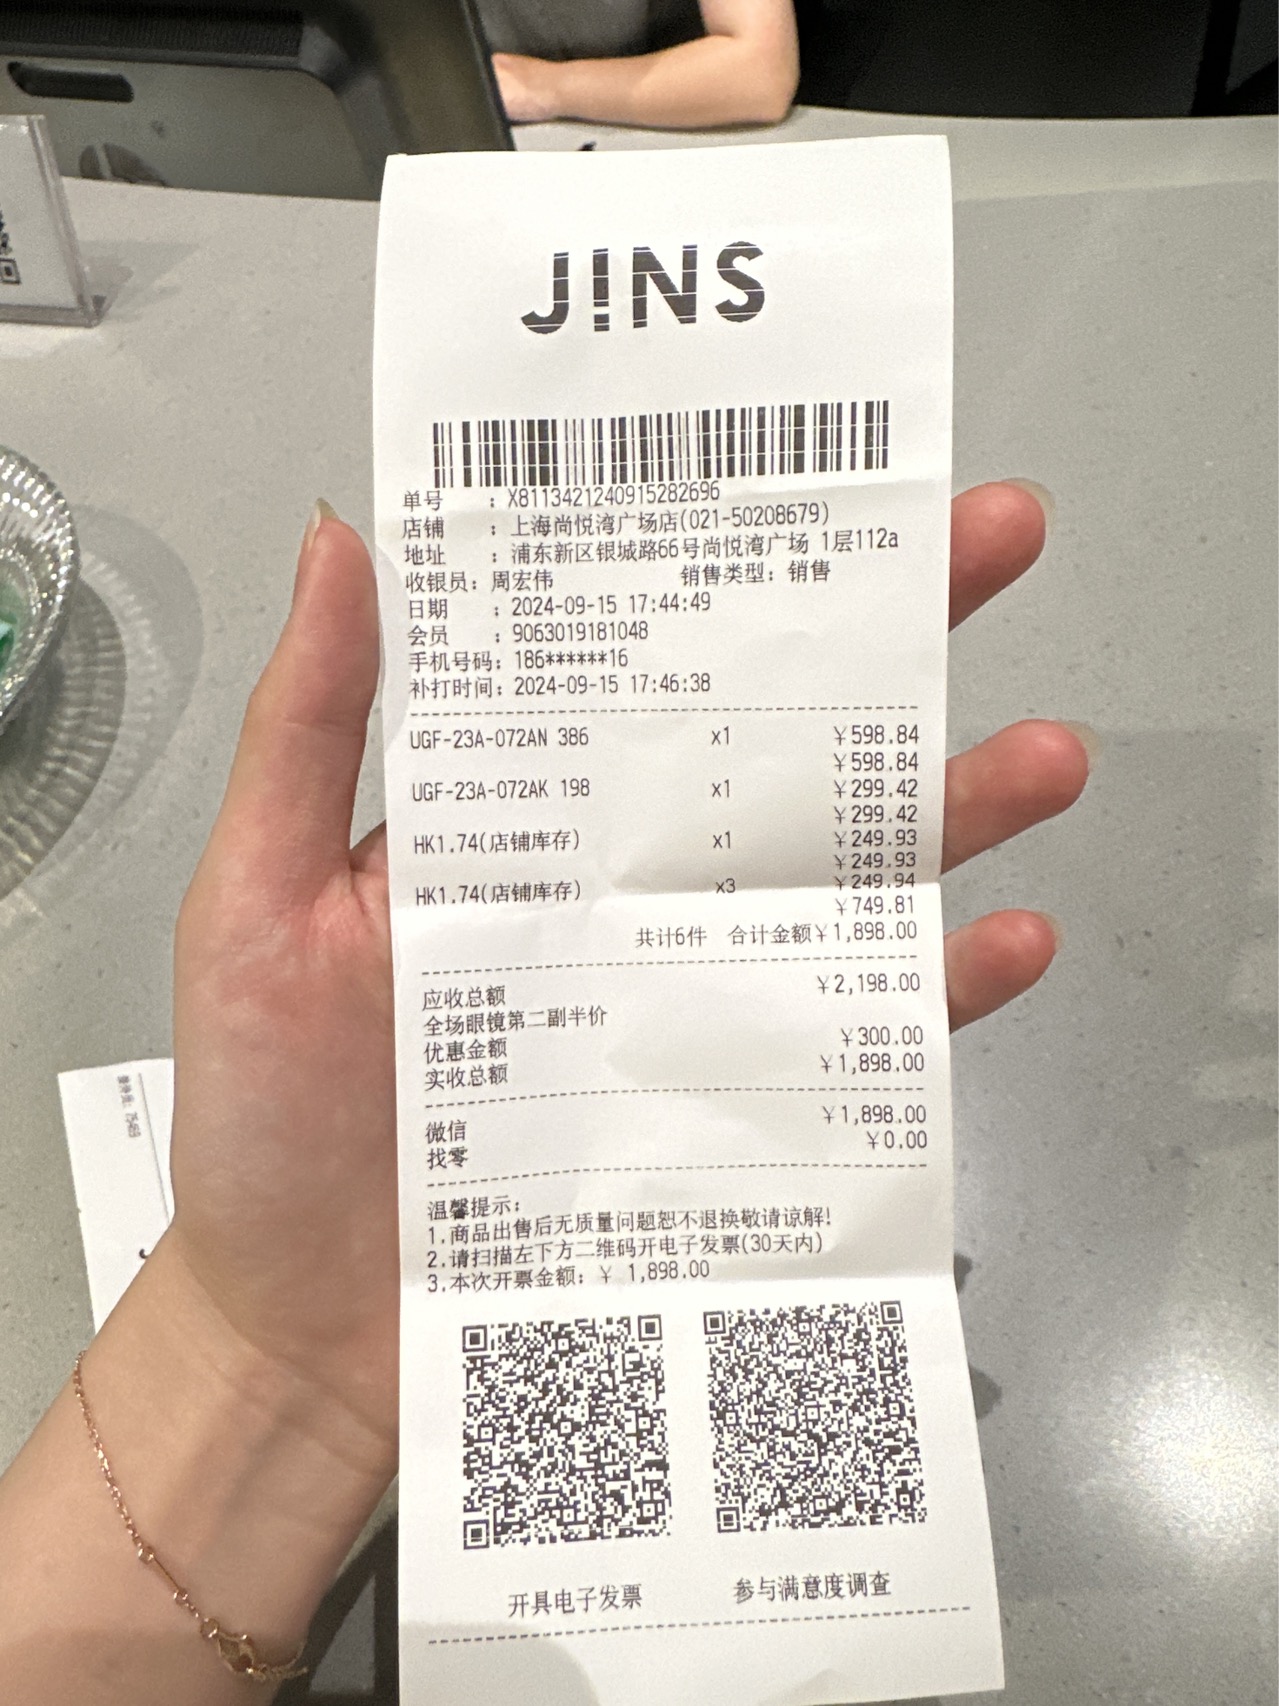 JINS
单号 : X8113421240915282696
店铺 : 上海尚悦湾广场店(021-50208679)
地址 : 浦东新区银城路66号尚悦湾广场 1层112a
收银员: 周宏伟 销售类型: 销售
日期 : 2024-09-15 17:44:49
会员 : 9063019181048
手机号码: 186******16
补打时间: 2024-09-15 17:46:38
UGF-23A-072AN 386 x1 ¥598.84
¥598.84
UGF-23A-072AK 198 x1 ¥299.42
¥299.42
HK1.74(店铺库存) x1 ¥249.93
¥249.93
HK1.74(店铺库存) x3 ¥249.94
¥749.81
共计6件 合计金额¥1,898.00
应收总额 ¥2,198.00
全场眼镜第二副半价
优惠金额 ¥300.00
实收总额 ¥1,898.00
微信 ¥1,898.00
找零 ¥0.00
温馨提示:
1.商品出售后无质量问题恕不退换敬请谅解!
2.请扫描左下方二维码开电子发票(30天内)
3.本次开票金额: ¥ 1,898.00
开具电子发票 参与满意度调查